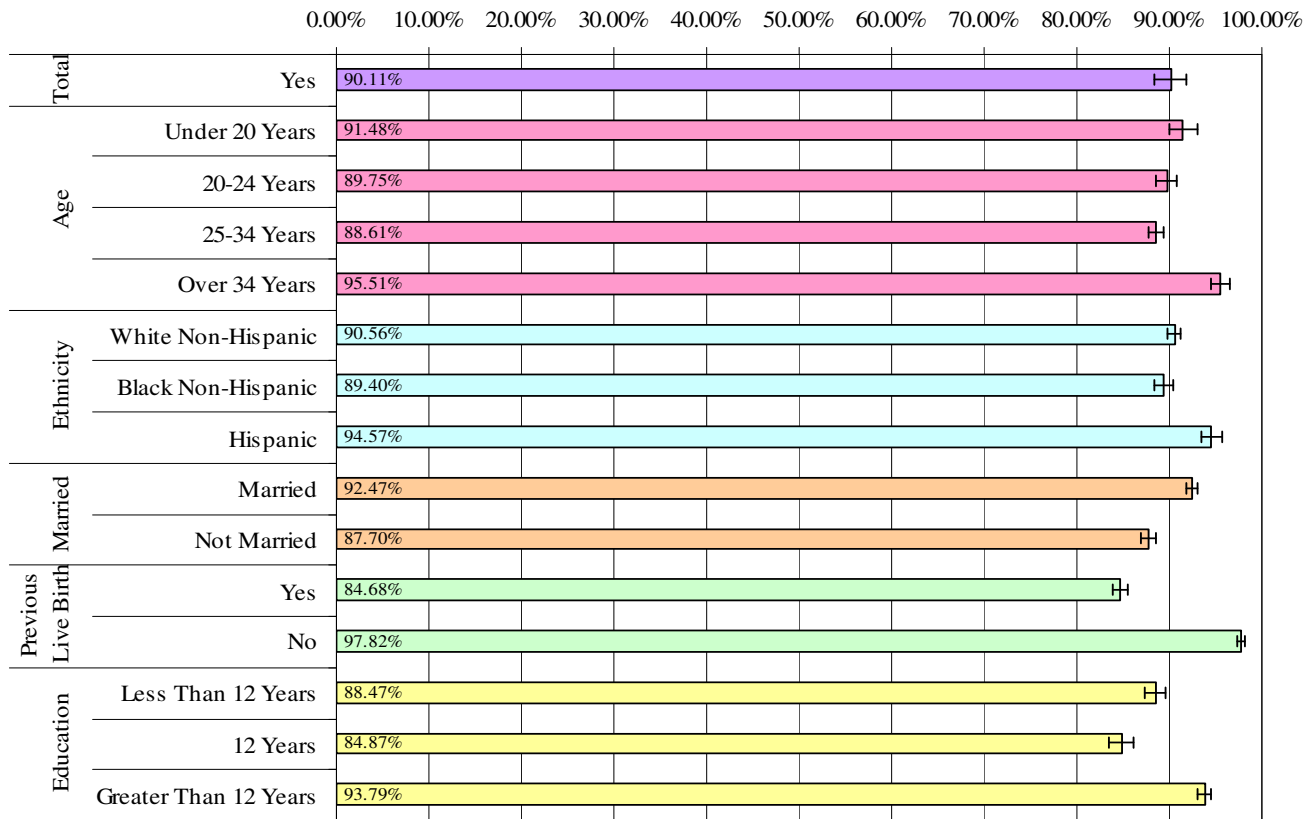 0.00% 10.00% 20.00% 30.00% 40.00% 50.00% 60.00% 70.00% 80.00% 90.00% 100.00%
Total
Yes 90.11%
Age
Under 20 Years 91.48%
20-24 Years 89.75%
25-34 Years 88.61%
Over 34 Years 95.51%
Ethnicity
White Non-Hispanic 90.56%
Black Non-Hispanic 89.40%
Hispanic 94.57%
Married
Married 92.47%
Not Married 87.70%
Previous
Live Birth
Yes 84.68%
No 97.82%
Education
Less Than 12 Years 88.47%
12 Years 84.87%
Greater Than 12 Years 93.79%